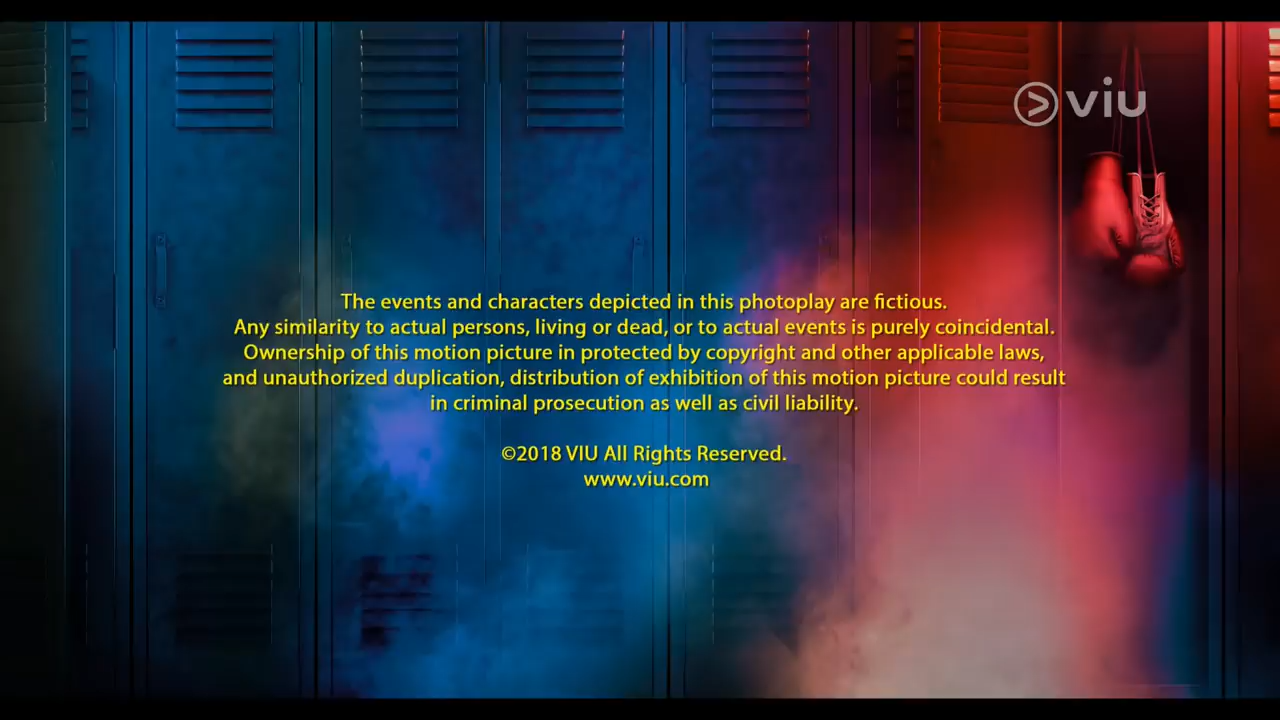 viu
The events and characters depicted in this photoplay are fictious.
Any similarity to actual persons, living or dead, or to actual events is purely coincidental.
Ownership of this motion picture in protected by copyright and other applicable laws,
and unauthorized duplication, distribution of exhibition of this motion picture could result
in criminal prosecution as well as civil liability.
©2018 VIU All Rights Reserved.
www.viu.com